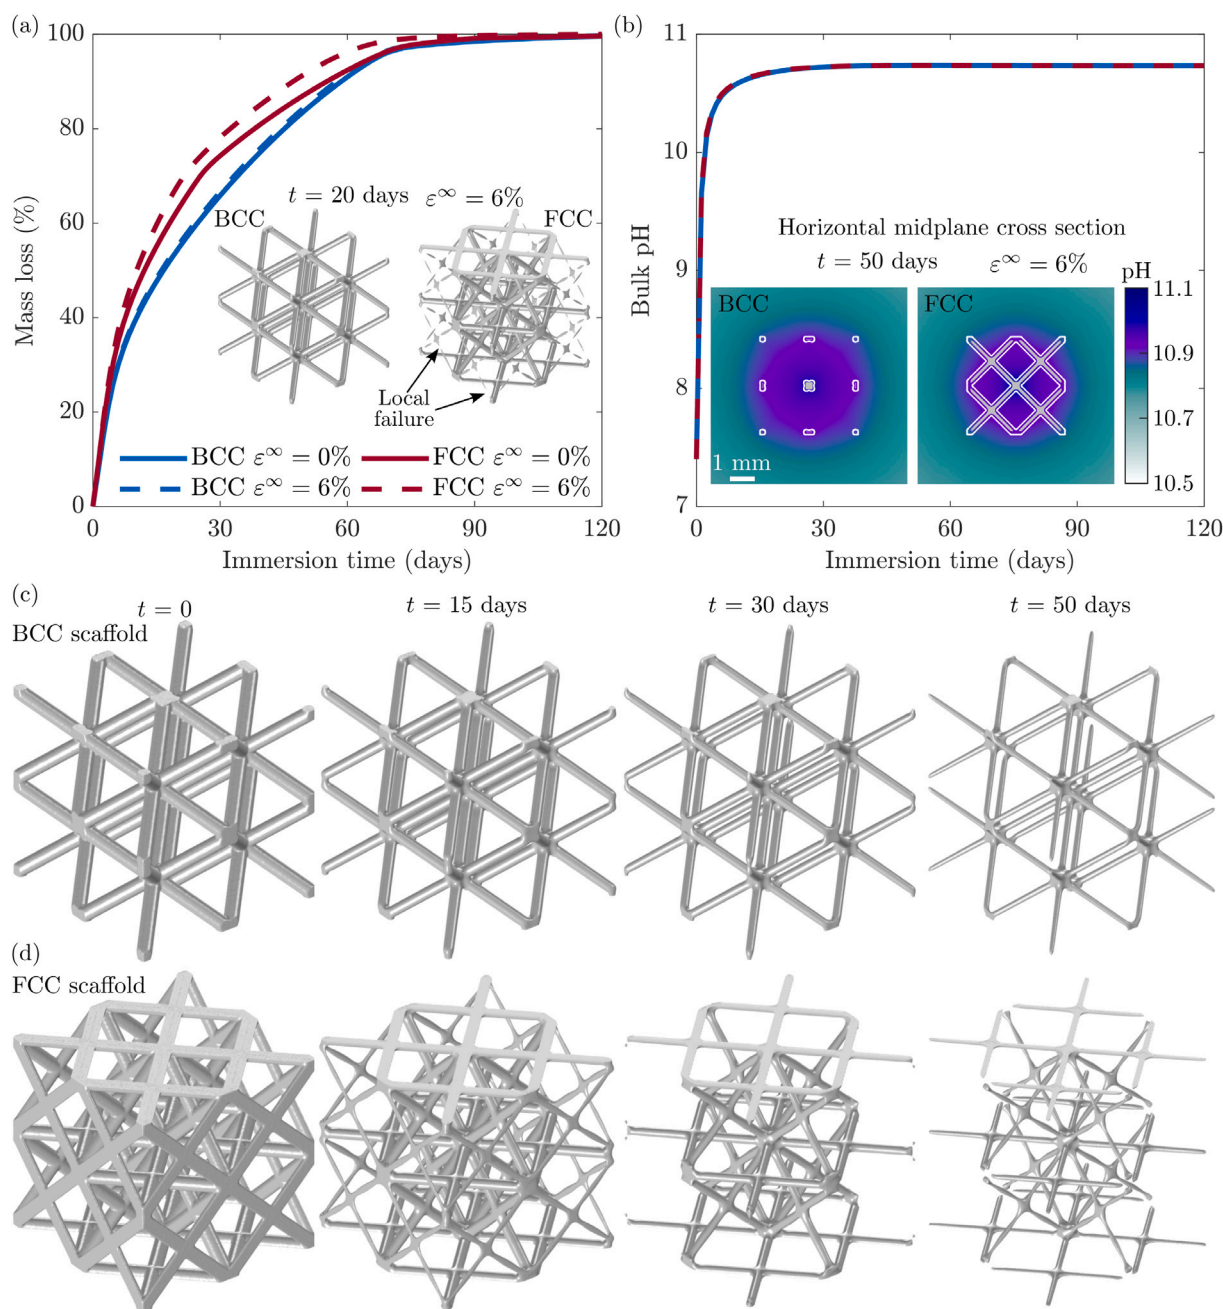 (a)
100
80
60
40
20
0
Mass loss (%)
0
30
60
90
120
Immersion time (days)
t = 20 days
ε∞ = 6%
BCC
FCC
Local
failure
BCC ε∞ = 0%
FCC ε∞ = 0%
BCC ε∞ = 6%
FCC ε∞ = 6%
(b)
11
10
9
8
7
Bulk pH
0
30
60
90
120
Immersion time (days)
Horizontal midplane cross section
t = 50 days
ε∞ = 6%
pH
BCC
FCC
1 mm
11.1
10.9
10.7
10.5
(c)
t = 0
t = 15 days
t = 30 days
t = 50 days
BCC scaffold
(d)
FCC scaffold